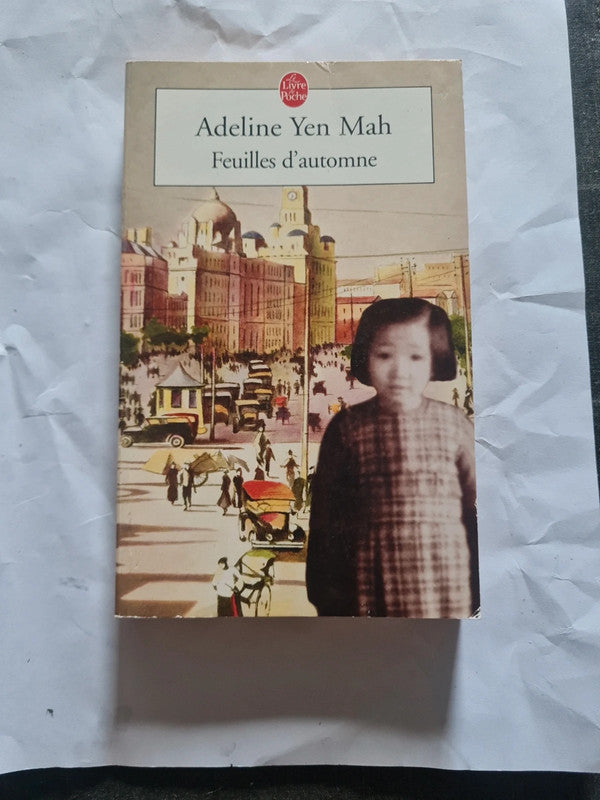 Le
Livre
de
Poche
Adeline Yen Mah
Feuilles d'automne